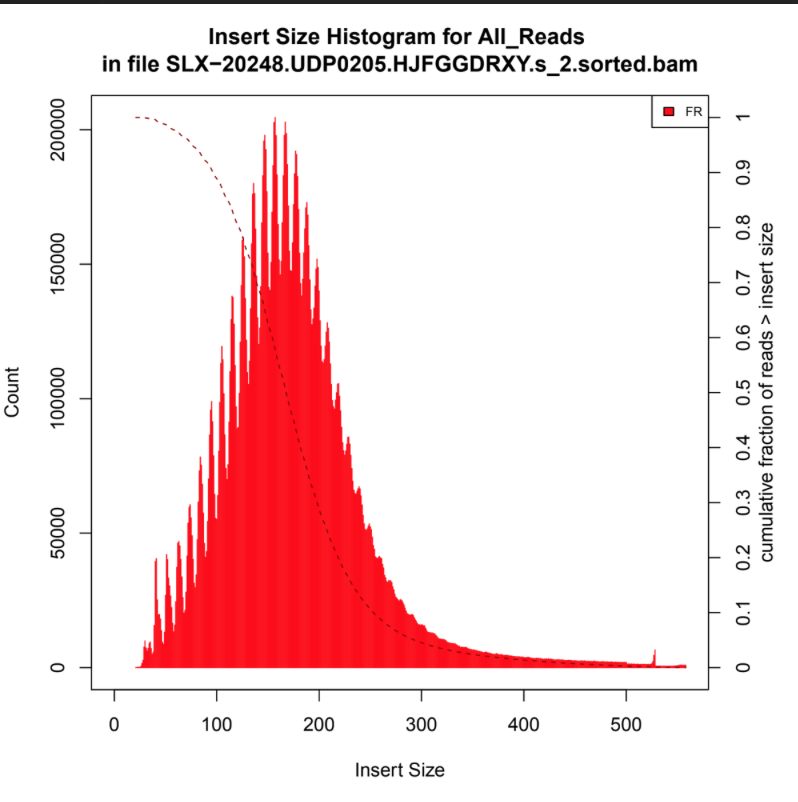 Insert Size Histogram for All_Reads
in file SLX−20248.UDP0205.HJFGGDRXY.s_2.sorted.bam
FR
Count
200000
150000
100000
50000
0
1
0.9
0.8
0.7
0.6
0.5
0.4
0.3
0.2
0.1
0
cumulative fraction of reads > insert size
0 100 200 300 400 500
Insert Size